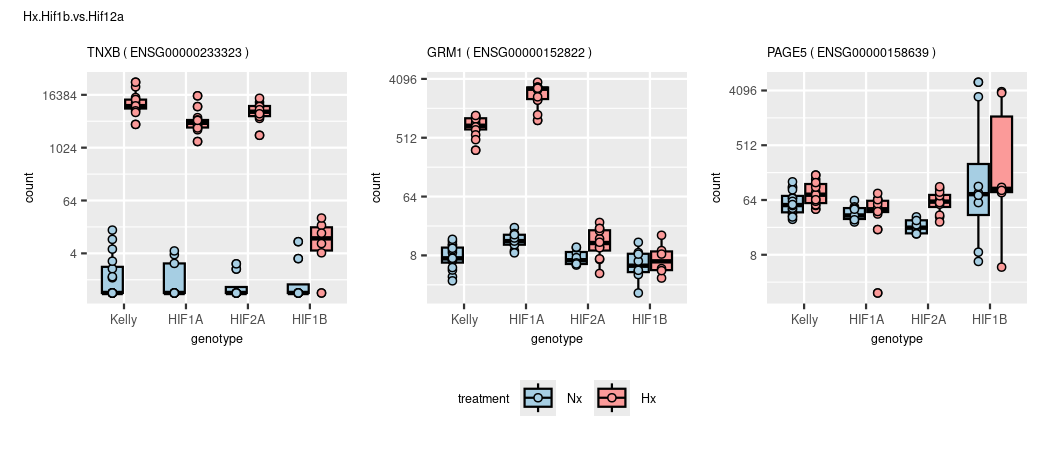 Hx.Hif1b.vs.Hif12a
TNXB ( ENSG00000233323 )
GRM1 ( ENSG00000152822 )
PAGE5 ( ENSG00000158639 )
count
16384
1024
64
4
Kelly
HIF1A
HIF2A
HIF1B
genotype
count
4096
512
64
8
Kelly
HIF1A
HIF2A
HIF1B
genotype
count
4096
512
64
8
Kelly
HIF1A
HIF2A
HIF1B
genotype
treatment Nx Hx